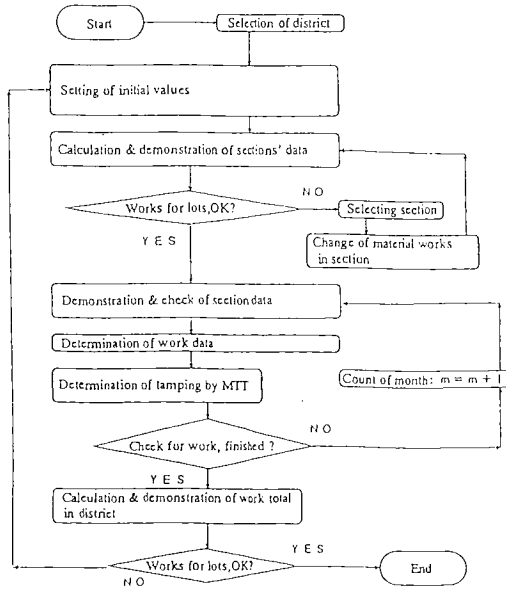 Start
Selection of district
Setting of initial values
Calculation & demonstration of sections' data
NO
Works for lots,OK?
Selecting section
YES
Change of material works
in section
Demonstration & check of section data
Determination of work data
Determination of tamping by MTT
Count of month: m = m + 1
NO
Check for work, finished ?
YES
Calculation & demonstration of work total
in district
YES
Works for lots,OK?
End
NO